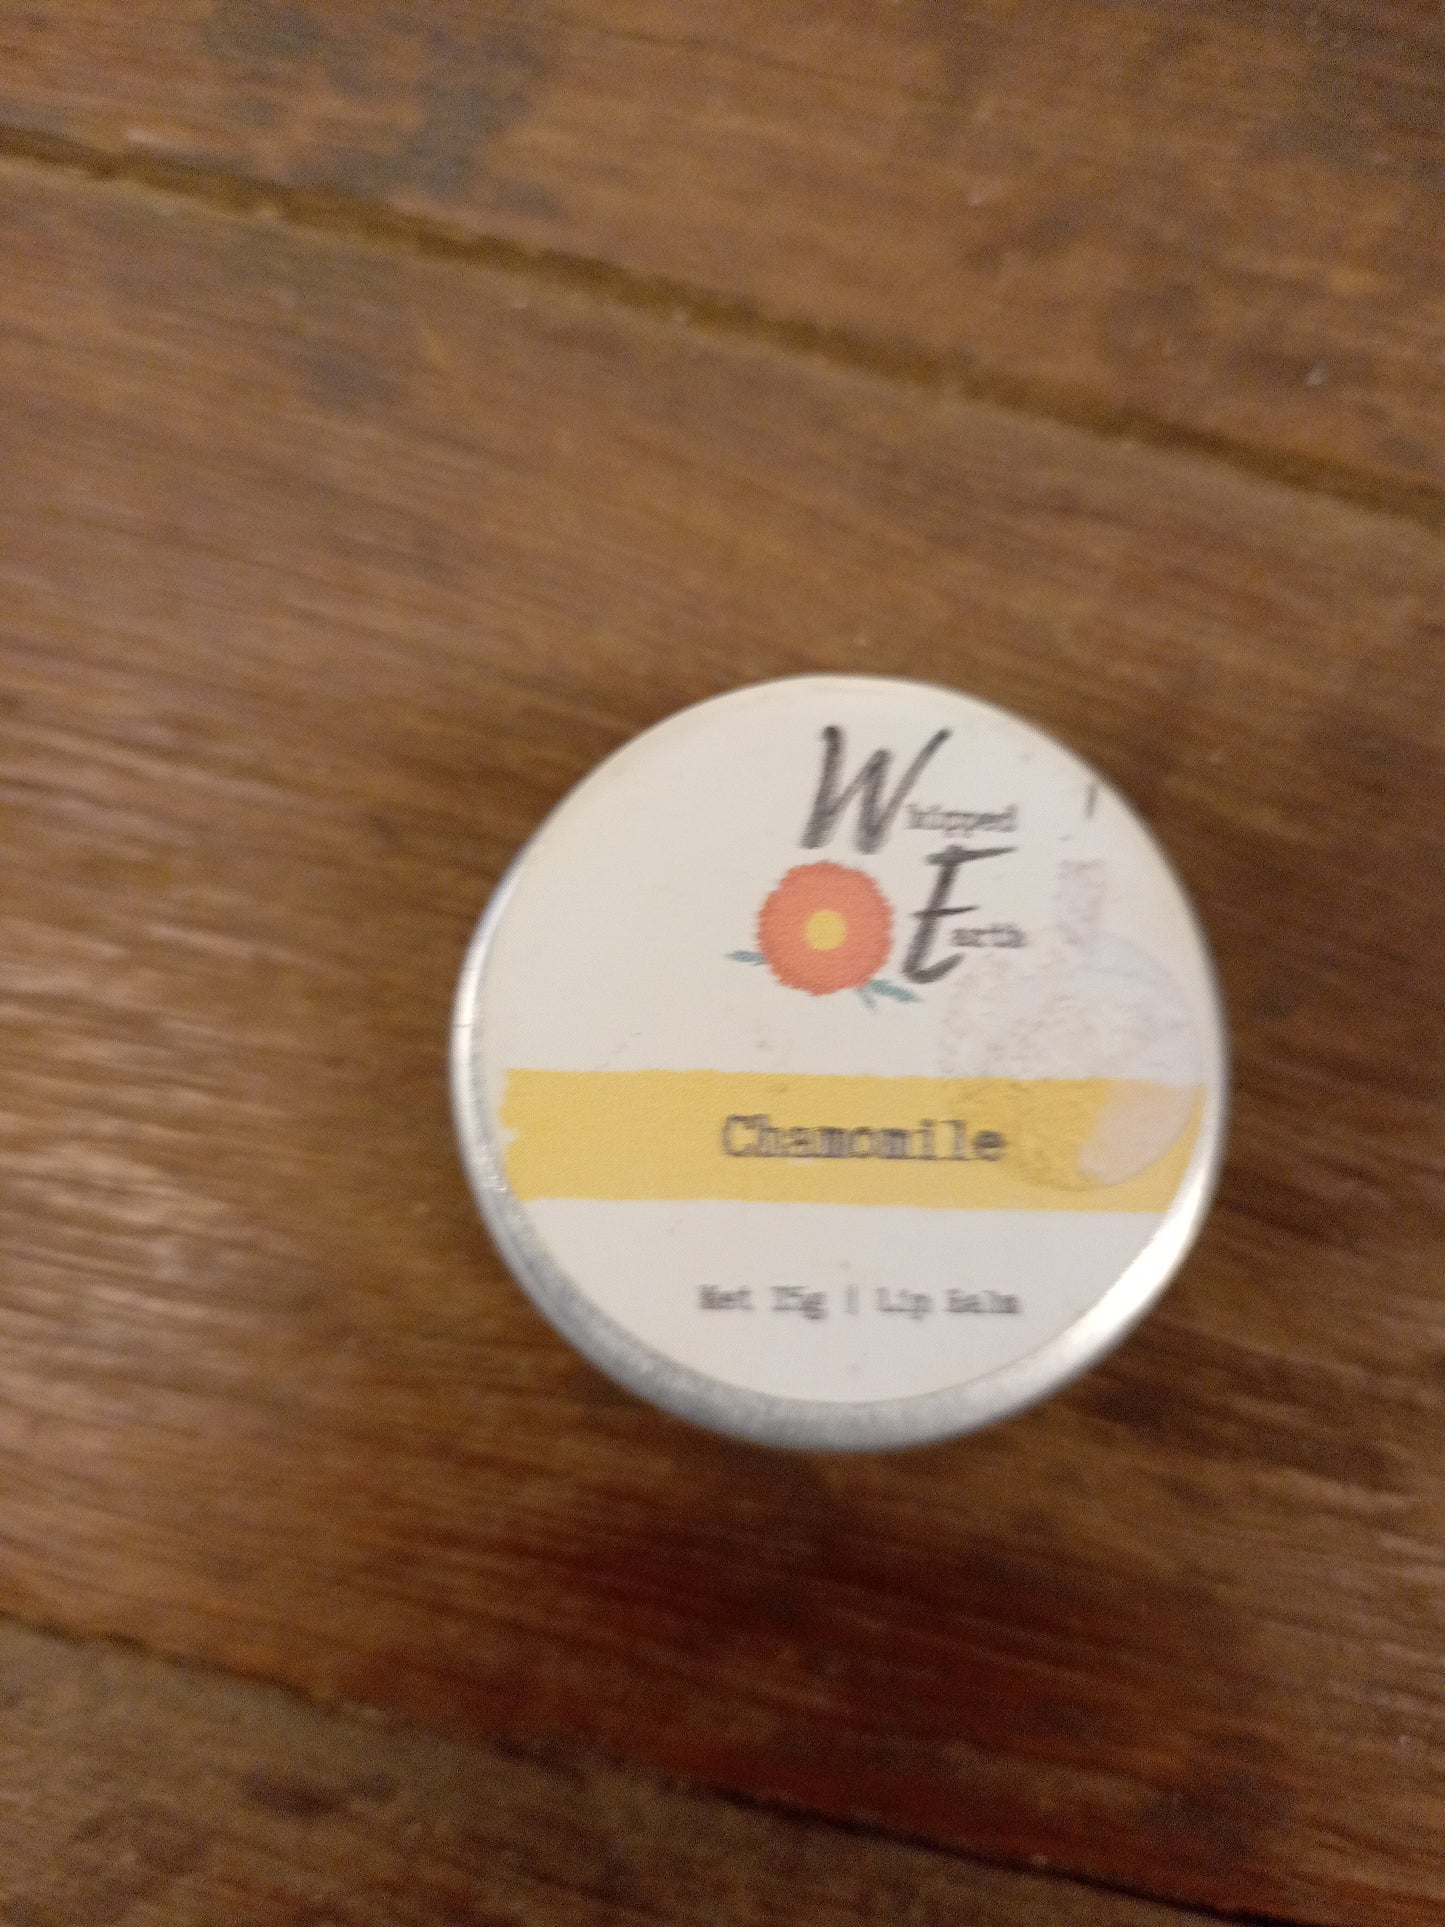 Whipped
Earth
Chamomile
Net 15g | Lip Balm